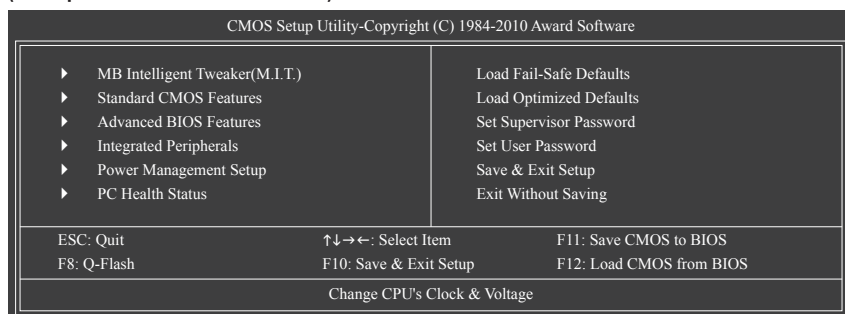 CMOS Setup Utility-Copyright (C) 1984-2010 Award Software
MB Intelligent Tweaker(M.I.T.)
Standard CMOS Features
Advanced BIOS Features
Integrated Peripherals
Power Management Setup
PC Health Status
Load Fail-Safe Defaults
Load Optimized Defaults
Set Supervisor Password
Set User Password
Save & Exit Setup
Exit Without Saving
ESC: Quit ↑↓→←: Select Item F11: Save CMOS to BIOS
F8: Q-Flash F10: Save & Exit Setup F12: Load CMOS from BIOS
Change CPU's Clock & Voltage